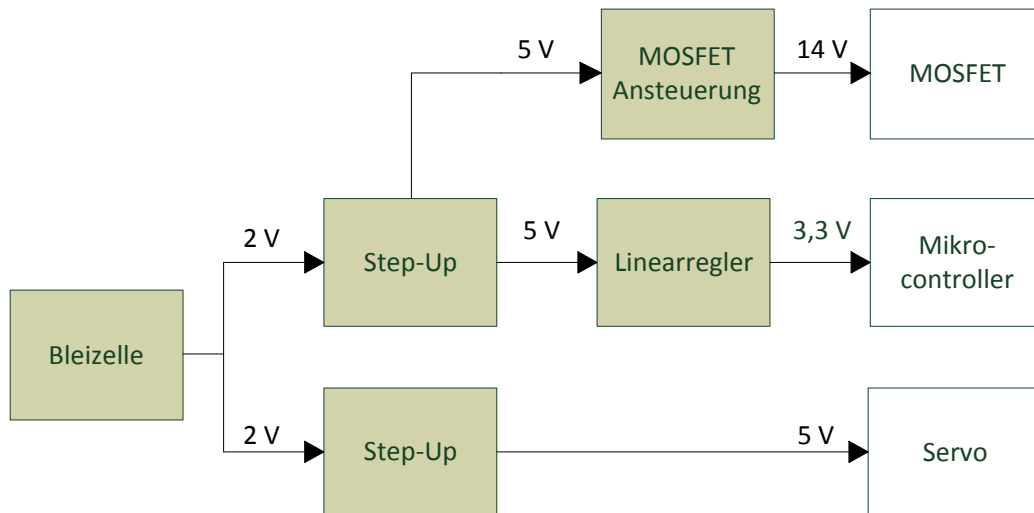 5 V
MOSFET
Ansteuerung
14 V
MOSFET
2 V
Step-Up
5 V
Linearregler
3,3 V
Mikro-
controller
Bleizelle
2 V
Step-Up
5 V
Servo